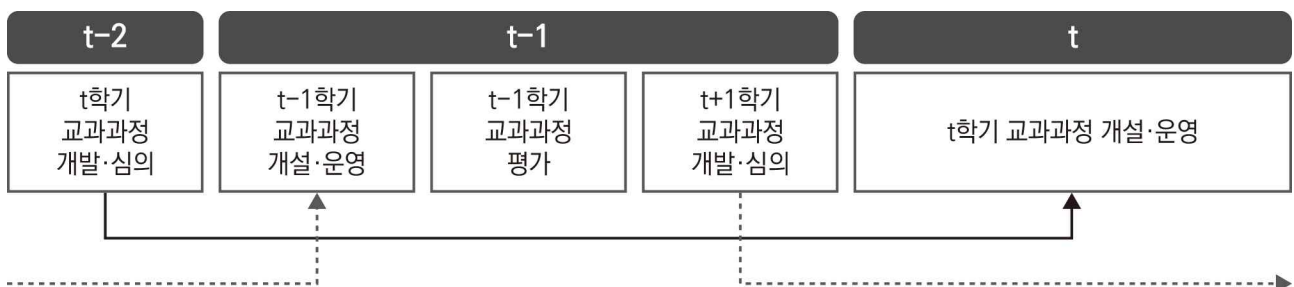 t-2
t-1
t
t학기
교과과정
개발·심의
t-1학기
교과과정
개설·운영
t-1학기
교과과정
평가
t+1학기
교과과정
개발·심의
t학기 교과과정 개설·운영